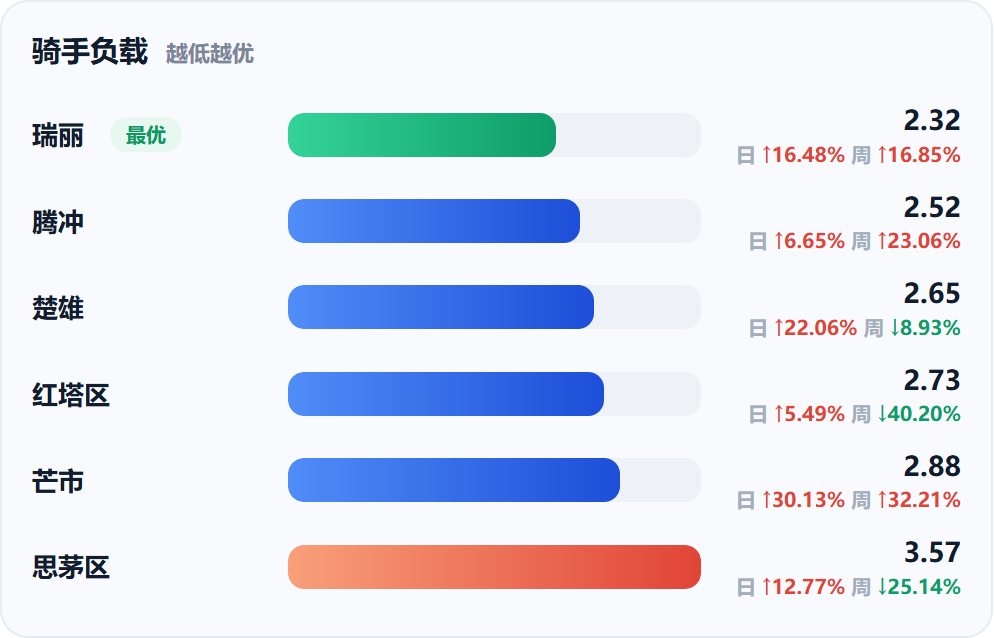 骑手负载 越低越优
瑞丽 最优 2.32
日 ↑16.48% 周 ↑16.85%
腾冲 2.52
日 ↑6.65% 周 ↑23.06%
楚雄 2.65
日 ↑22.06% 周 ↓8.93%
红塔区 2.73
日 ↑5.49% 周 ↓40.20%
芒市 2.88
日 ↑30.13% 周 ↑32.21%
思茅区 3.57
日 ↑12.77% 周 ↓25.14%